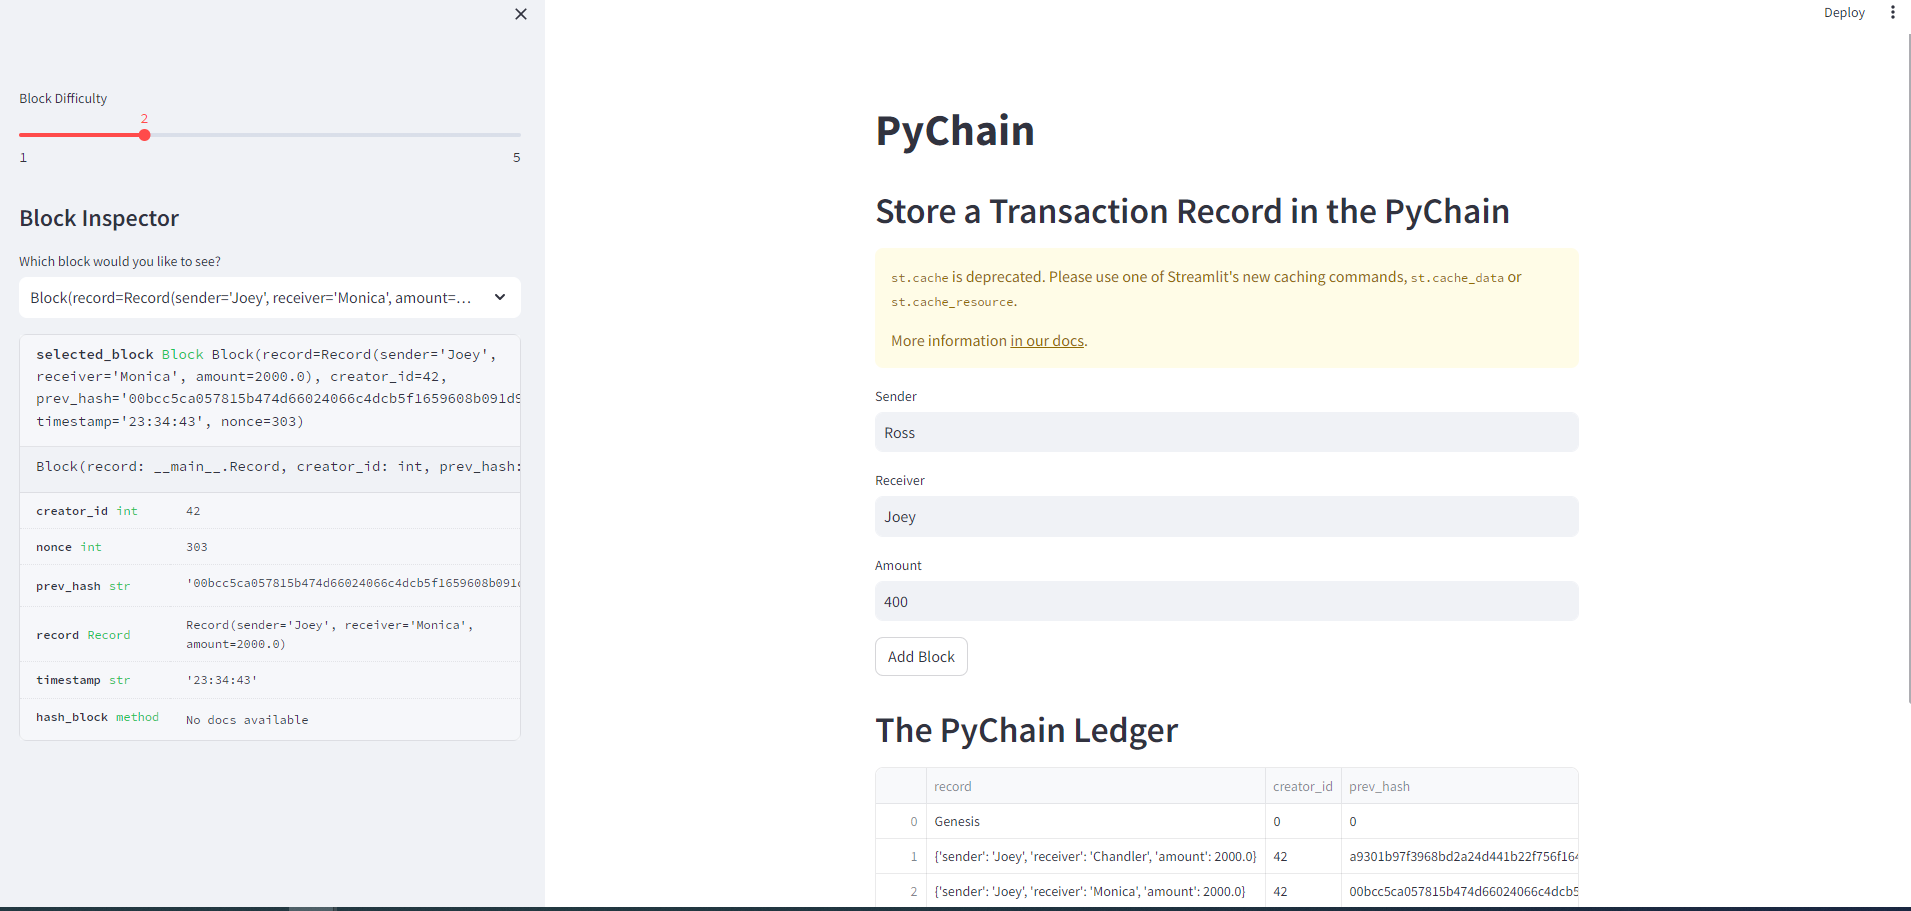 Deploy
Block Difficulty
2
1 5
Block Inspector
Which block would you like to see?
Block(record=Record(sender='Joey', receiver='Monica', amount=...
selected_block Block Block(record=Record(sender='Joey',
receiver='Monica', amount=2000.0), creator_id=42,
prev_hash='00bcc5ca057815b474d66024066c4dcb5f1659608b091d9
timestamp='23:34:43', nonce=303)
Block(record: __main__.Record, creator_id: int, prev_hash:
creator_id int 42
nonce int 303
prev_hash str '00bcc5ca057815b474d66024066c4dcb5f1659608b091d
record Record Record(sender='Joey', receiver='Monica',
amount=2000.0)
timestamp str '23:34:43'
hash_block method No docs available
PyChain
Store a Transaction Record in the PyChain
st.cache is deprecated. Please use one of Streamlit's new caching commands, st.cache_data or
st.cache_resource.
More information in our docs.
Sender
Ross
Receiver
Joey
Amount
400
Add Block
The PyChain Ledger
record creator_id prev_hash
0 Genesis 0 0
1 {'sender': 'Joey', 'receiver': 'Chandler', 'amount': 2000.0} 42 a9301b97f3968bd2a24d441b22f756f164
2 {'sender': 'Joey', 'receiver': 'Monica', 'amount': 2000.0} 42 00bcc5ca057815b474d66024066c4dcb5